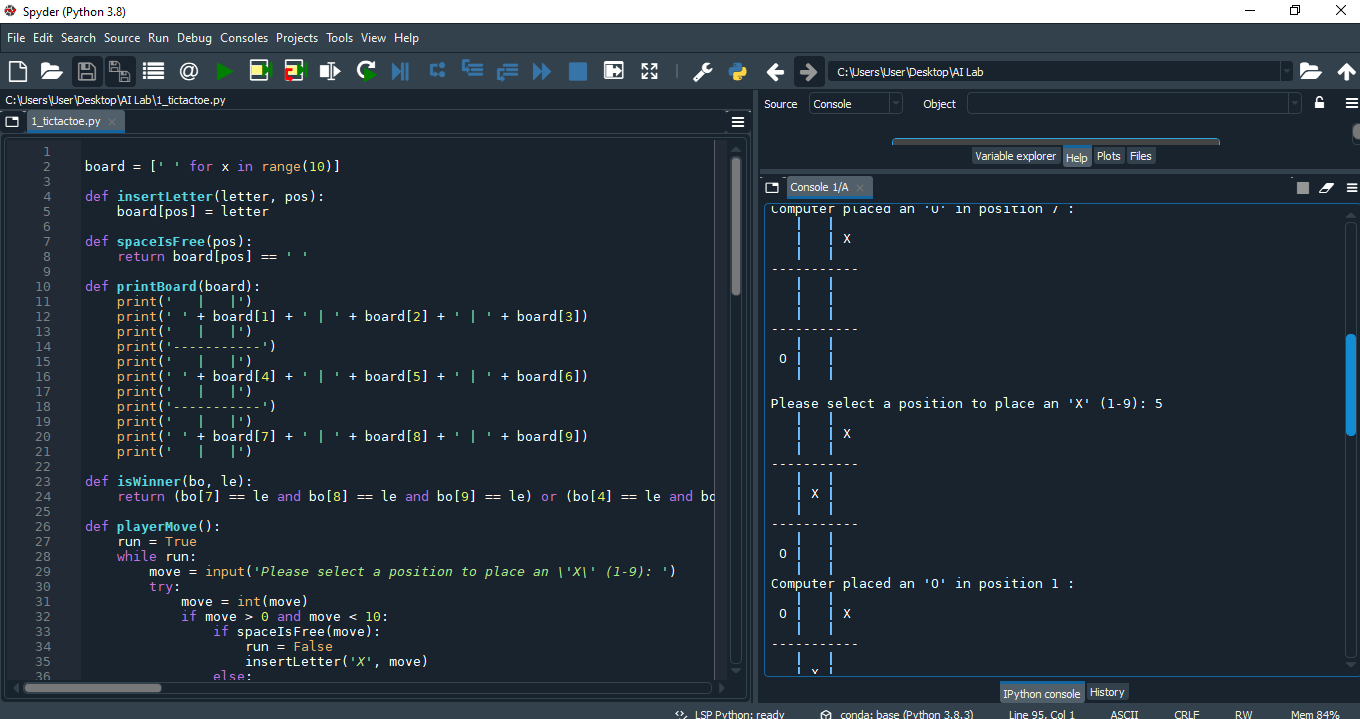 Spyder (Python 3.8)
File Edit Search Source Run Debug Consoles Projects Tools View Help
C:\Users\User\Desktop\AI Lab
C:\Users\User\Desktop\AI Lab\1_tictactoe.py
1_tictactoe.py
1
2 board = [' ' for x in range(10)]
3
4 def insertLetter(letter, pos):
5     board[pos] = letter
6
7 def spaceIsFree(pos):
8     return board[pos] == ' '
9
10 def printBoard(board):
11     print('   |   |')
12     print(' ' + board[1] + ' | ' + board[2] + ' | ' + board[3])
13     print('   |   |')
14     print('-----------')
15     print('   |   |')
16     print(' ' + board[4] + ' | ' + board[5] + ' | ' + board[6])
17     print('   |   |')
18     print('-----------')
19     print('   |   |')
20     print(' ' + board[7] + ' | ' + board[8] + ' | ' + board[9])
21     print('   |   |')
22
23 def isWinner(bo, le):
24     return (bo[7] == le and bo[8] == le and bo[9] == le) or (bo[4] == le and bo
25
26 def playerMove():
27     run = True
28     while run:
29         move = input('Please select a position to place an \'X\' (1-9): ')
30         try:
31             move = int(move)
32             if move > 0 and move < 10:
33                 if spaceIsFree(move):
34                     run = False
35                     insertLetter('X', move)
36                 else:
Source Console Object
Variable explorer Help Plots Files
Console 1/A
Computer placed an 'O' in position 7 :
   |   |
   |   | X
   |   |
-----------
   |   |
   |   |
   |   |
-----------
   |   |
 O |   |
   |   |
Please select a position to place an 'X' (1-9): 5
   |   |
   |   | X
   |   |
-----------
   |   |
   | X |
   |   |
-----------
   |   |
 O |   |
   |   |
Computer placed an 'O' in position 1 :
   |   |
 O |   | X
   |   |
-----------
   |   |
   | X |
IPython console History
LSP Python: ready conda: base (Python 3.8.3) Line 95, Col 1 ASCII CRLF RW Mem 84%